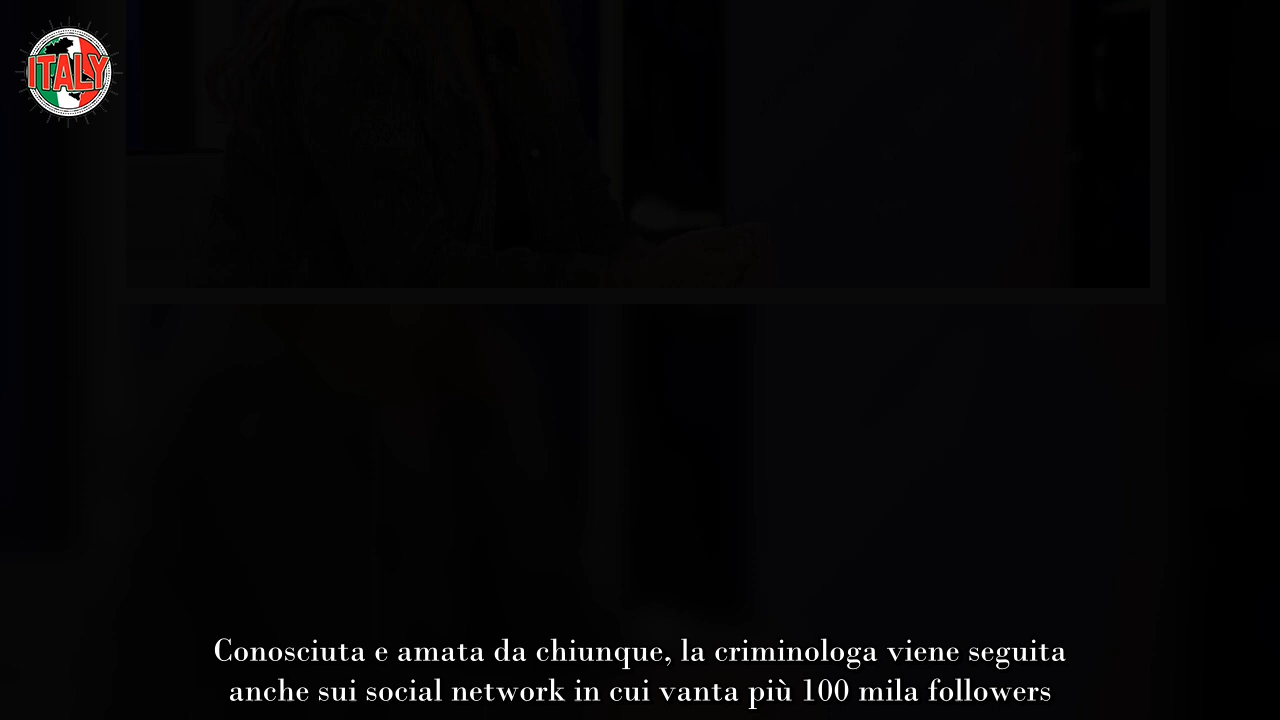 ITALY
Conosciuta e amata da chiunque, la criminologa viene seguita
anche sui social network in cui vanta più 100 mila followers